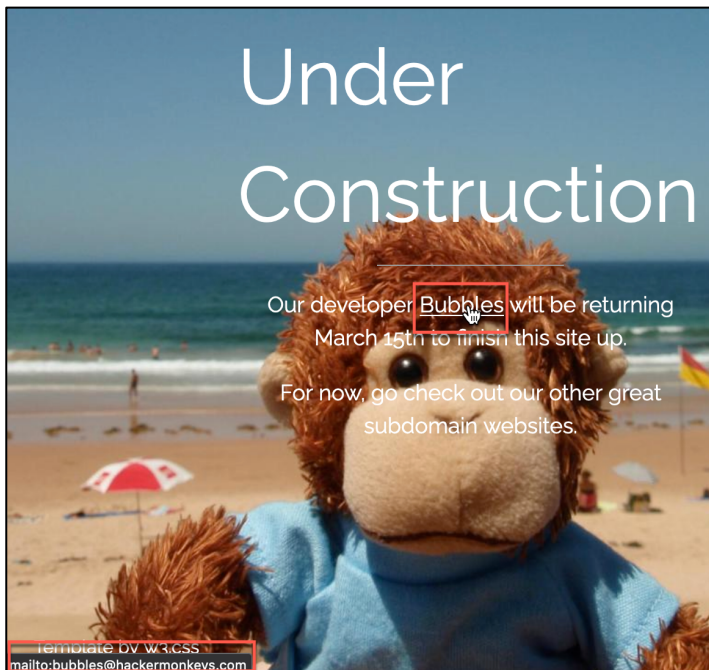 Under
Construction
Our developer Bubbles will be returning
March 15th to finish this site up.
For now, go check out our other great
subdomain websites.
Template by w3.css
mailto:bubbles@hackermonkeys.com